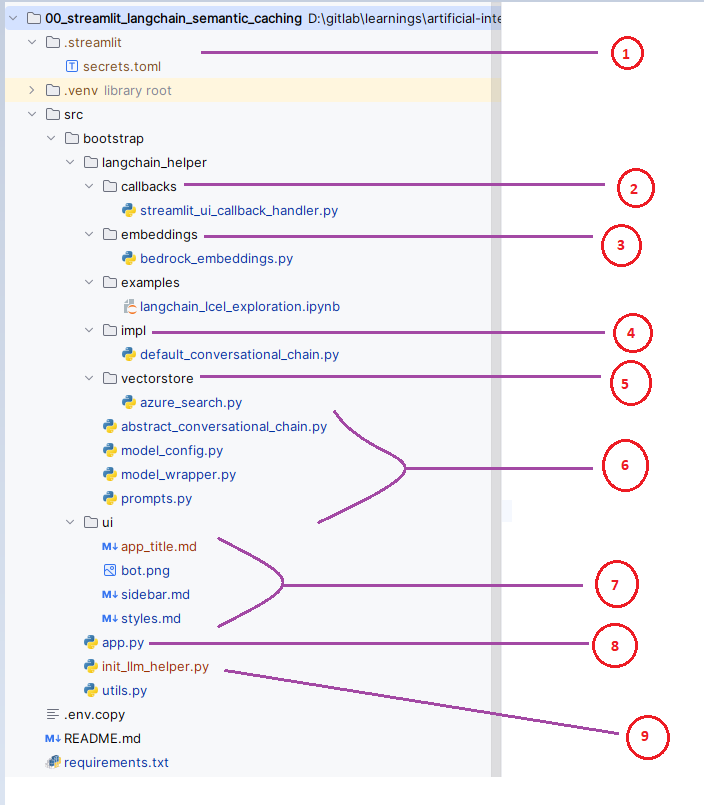 00_streamlit_langchain_semantic_caching D:\gitlab\learnings\artificial-inte
.streamlit
1
secrets.toml
.venv library root
src
bootstrap
langchain_helper
callbacks
2
streamlit_ui_callback_handler.py
embeddings
3
bedrock_embeddings.py
examples
langchain_lcel_exploration.ipynb
impl
4
default_conversational_chain.py
vectorstore
5
azure_search.py
abstract_conversational_chain.py
model_config.py
6
model_wrapper.py
prompts.py
ui
M↓ app_title.md
bot.png
7
M↓ sidebar.md
M↓ styles.md
app.py
8
init_llm_helper.py
utils.py
.env.copy
9
M↓ README.md
requirements.txt